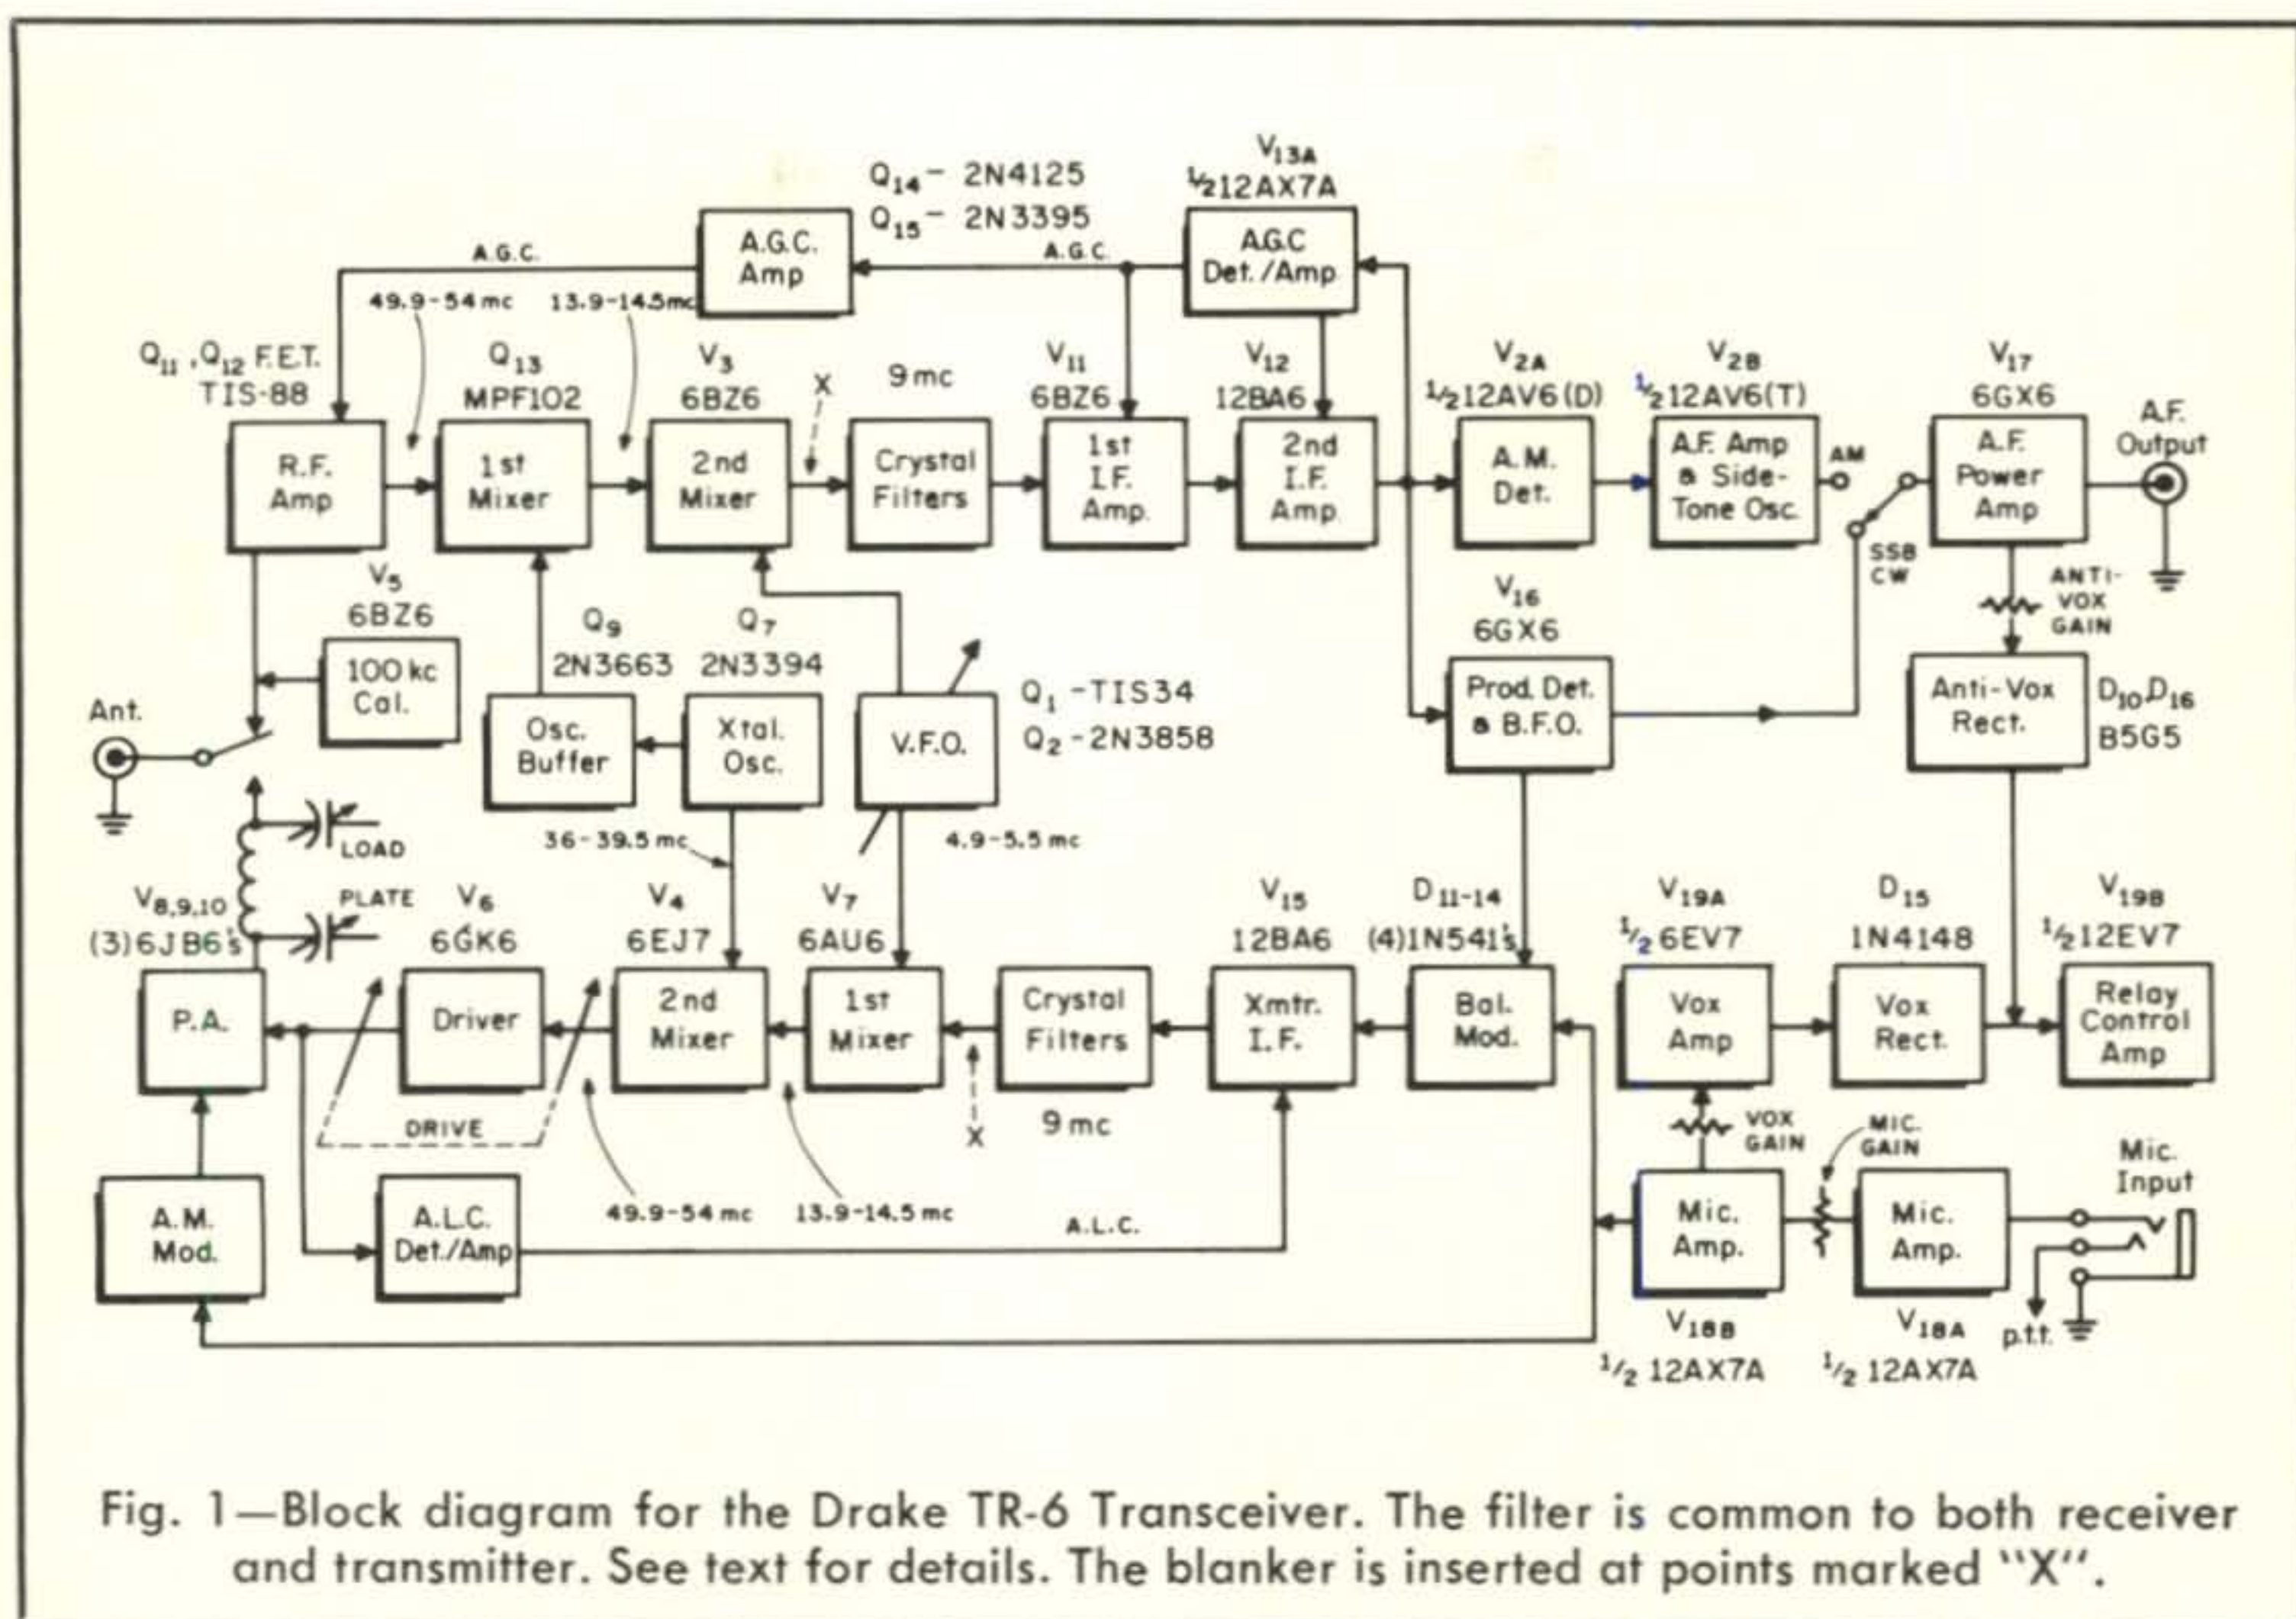 V13A
Q14 - 2N4125
½12AX7A
Q15 - 2N3395
A.G.C.
A.G.C.
Amp
A.G.C.
A.G.C
Det./Amp
49.9-54 mc
13.9-14.5mc
Q11, Q12 F.E.T.
TIS-88
Q13
MPF102
V3
6BZ6
X
9 mc
V11
6BZ6
V12
12BA6
V2A
½12AV6(D)
V2B
½12AV6(T)
V17
6GX6
A.F.
Output
R.F.
Amp
1st
Mixer
2nd
Mixer
Crystal
Filters
1st
I.F.
Amp.
2nd
I.F.
Amp.
A.M.
Det.
A.F. Amp
& Side-
Tone Osc.
AM
SSB
CW
A.F.
Power
Amp
V5
6BZ6
100 kc
Cal.
Q9
2N3663
Q7
2N3394
V16
6GX6
ANTI-
VOX
GAIN
Ant.
Osc.
Buffer
Xtal.
Osc.
V.F.O.
Q1 -TIS34
Q2 -2N3858
Prod. Det.
& B.F.O.
Anti-Vox
Rect.
D10,D16
B5G5
LOAD
36-39.5 mc
4.9-5.5 mc
PLATE
V8,9,10
(3)6JB6's
V6
6GK6
V4
6EJ7
V7
6AU6
V15
12BA6
D11-14
(4)1N541's
V19A
½ 6EV7
D15
1N4148
V19B
½12EV7
P.A.
Driver
2nd
Mixer
1st
Mixer
Crystal
Filters
Xmtr.
I.F.
Bal.
Mod.
Vox
Amp
Vox
Rect.
Relay
Control
Amp
DRIVE
X
9 mc
VOX
GAIN
MIC.
GAIN
Mic.
Input
A.M.
Mod.
A.L.C.
Det./Amp
49.9-54 mc
13.9-14.5 mc
A.L.C.
Mic.
Amp.
Mic.
Amp.
V18B
½ 12AX7A
V18A
½ 12AX7A
p.t.t.
Fig. 1—Block diagram for the Drake TR-6 Transceiver. The filter is common to both receiver
and transmitter. See text for details. The blanker is inserted at points marked "X".